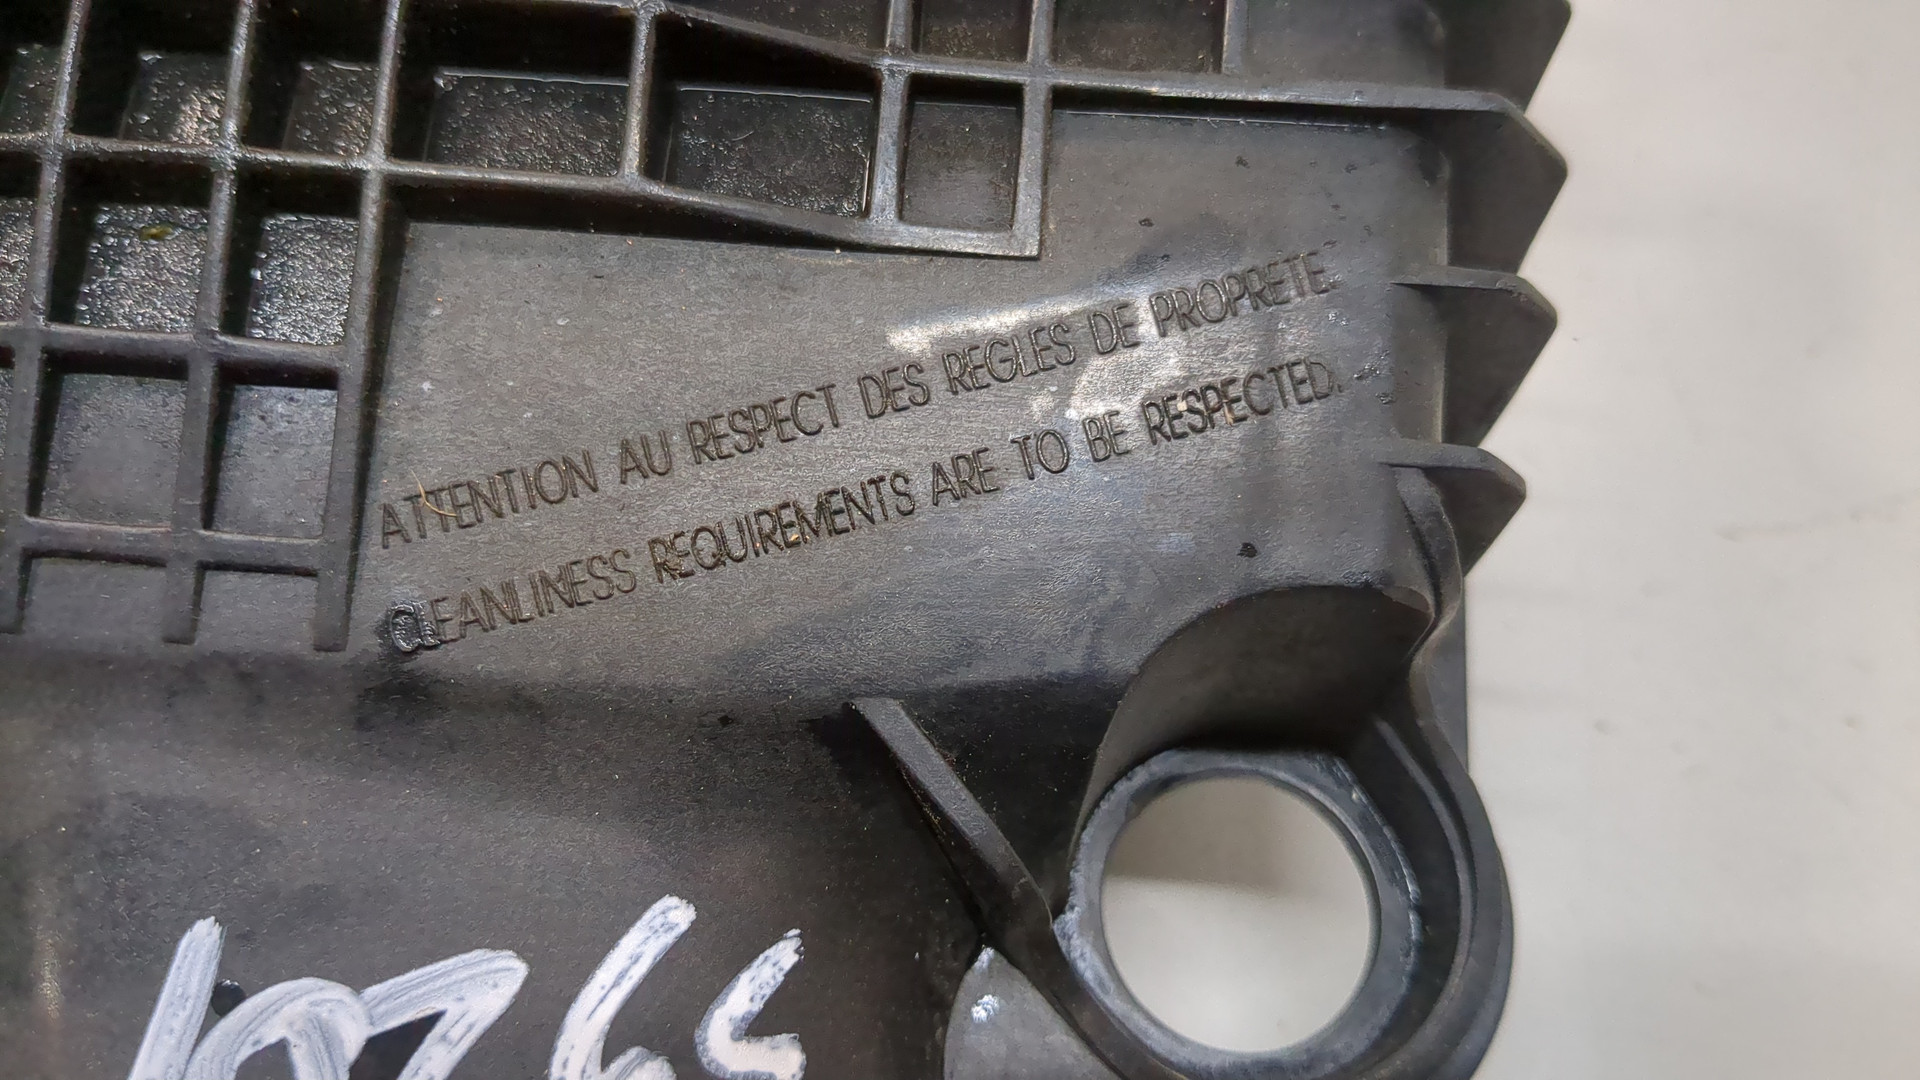 ATTENTION AU RESPECT DES REGLES DE PROPRETE.
CLEANLINESS REQUIREMENTS ARE TO BE RESPECTED.